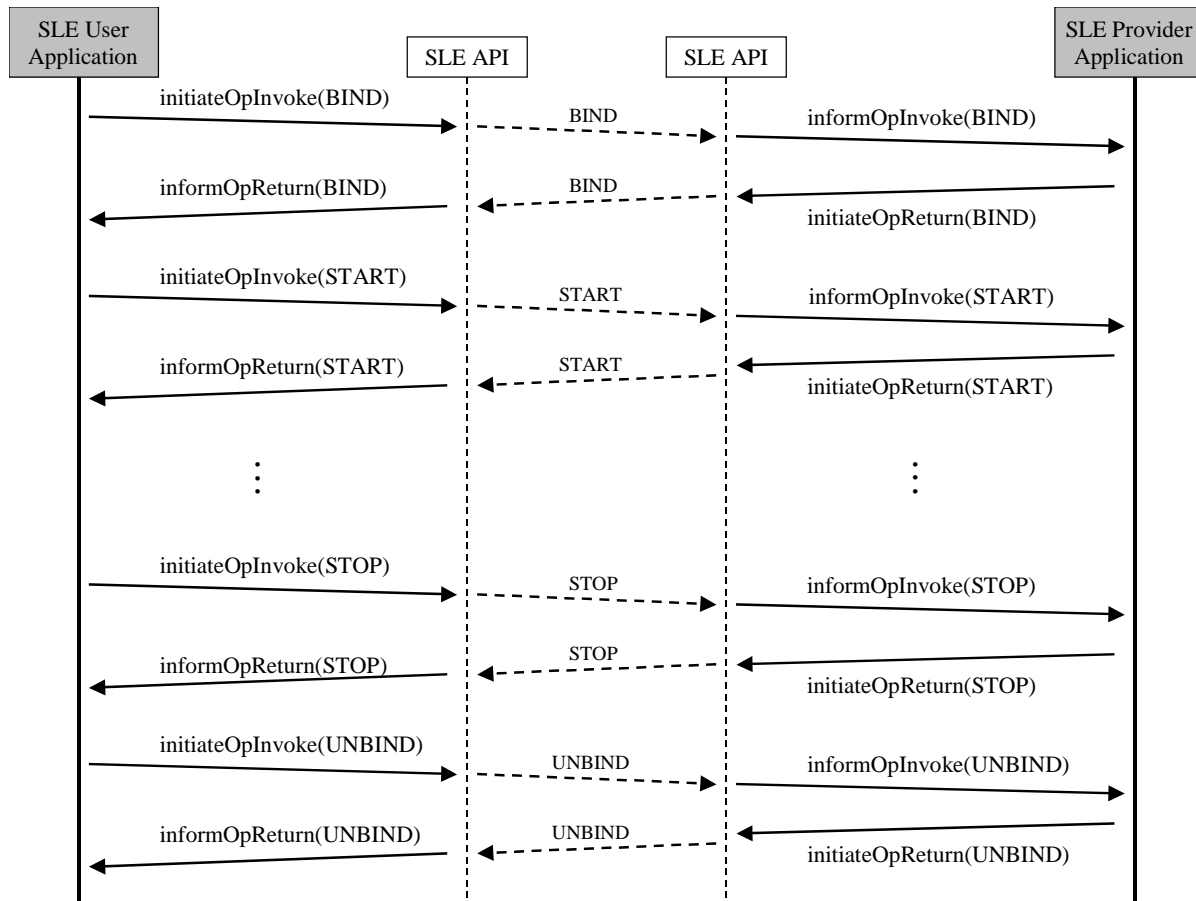 SLE User
Application
SLE API
SLE API
SLE Provider
Application
initiateOpInvoke(BIND)
BIND
informOpInvoke(BIND)
informOpReturn(BIND)
BIND
initiateOpReturn(BIND)
initiateOpInvoke(START)
START
informOpInvoke(START)
informOpReturn(START)
START
initiateOpReturn(START)
initiateOpInvoke(STOP)
STOP
informOpInvoke(STOP)
informOpReturn(STOP)
STOP
initiateOpReturn(STOP)
initiateOpInvoke(UNBIND)
UNBIND
informOpInvoke(UNBIND)
informOpReturn(UNBIND)
UNBIND
initiateOpReturn(UNBIND)